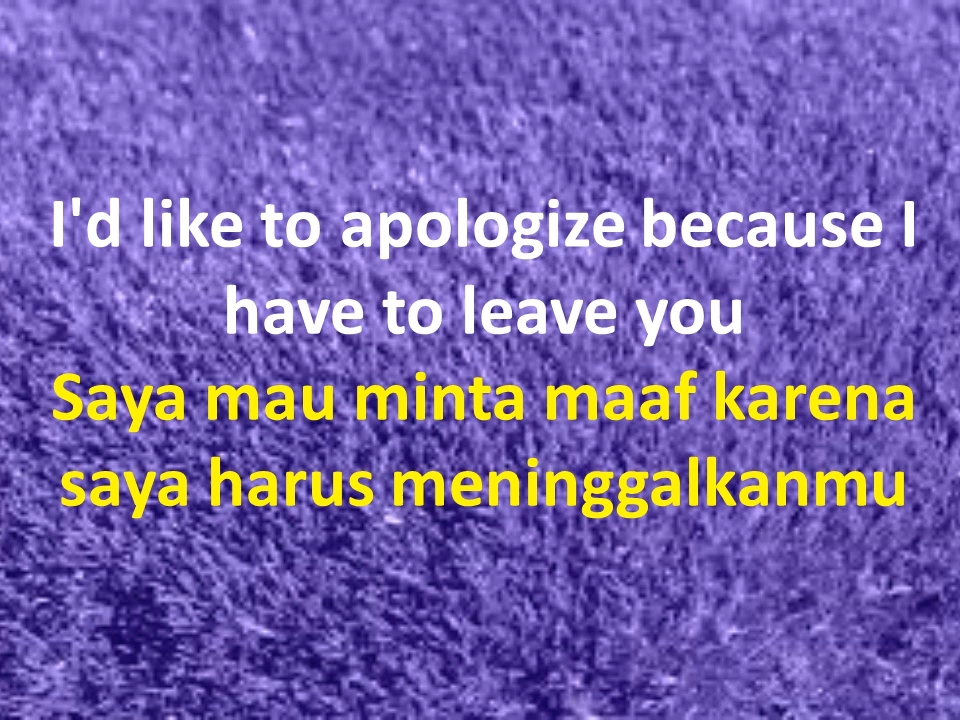 I'd like to apologize because I
have to leave you
Saya mau minta maaf karena
saya harus meninggalkanmu